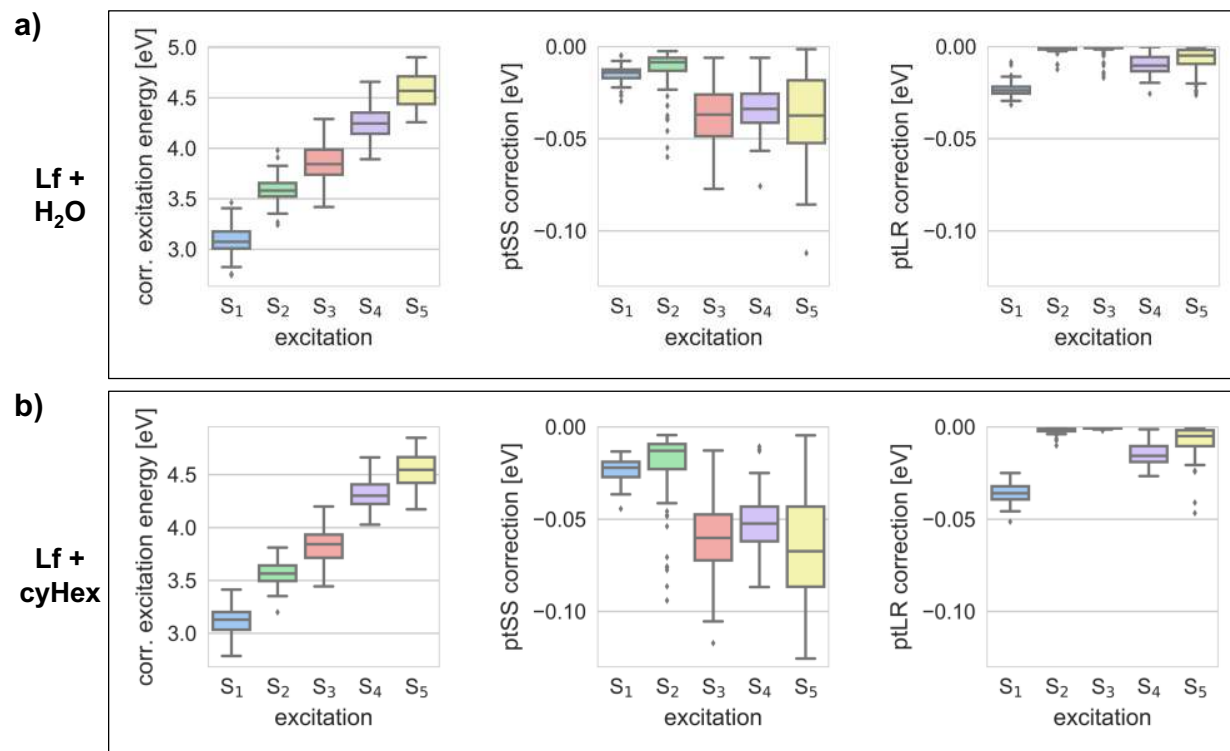 a)
Lf +
H₂O
corr. excitation energy [eV]
5.0
4.5
4.0
3.5
3.0
S₁ S₂ S₃ S₄ S₅
excitation
ptSS correction [eV]
0.00
−0.05
−0.10
S₁ S₂ S₃ S₄ S₅
excitation
ptLR correction [eV]
0.00
−0.05
−0.10
S₁ S₂ S₃ S₄ S₅
excitation
b)
Lf +
cyHex
corr. excitation energy [eV]
4.5
4.0
3.5
3.0
S₁ S₂ S₃ S₄ S₅
excitation
ptSS correction [eV]
0.00
−0.05
−0.10
S₁ S₂ S₃ S₄ S₅
excitation
ptLR correction [eV]
0.00
−0.05
−0.10
S₁ S₂ S₃ S₄ S₅
excitation